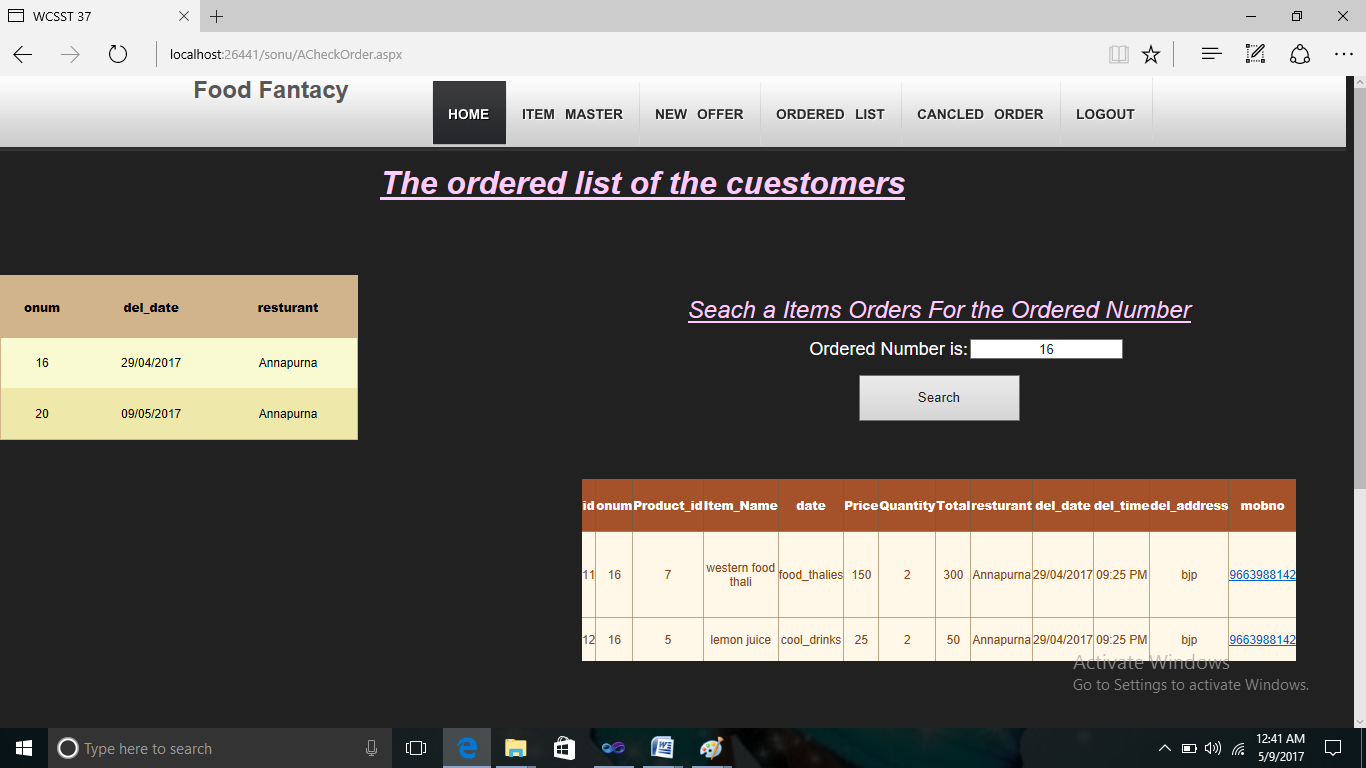 WCSST 37
localhost:26441/sonu/ACheckOrder.aspx
Food Fantacy
HOME ITEM MASTER NEW OFFER ORDERED LIST CANCLED ORDER LOGOUT
The ordered list of the cuestomers
onum del_date resturant
16 29/04/2017 Annapurna
20 09/05/2017 Annapurna
Seach a Items Orders For the Ordered Number
Ordered Number is: 16
Search
id onum Product_id Item_Name date Price Quantity Total resturant del_date del_time del_address mobno
11 16 7 western food thali food_thalies 150 2 300 Annapurna 29/04/2017 09:25 PM bjp 9663988142
12 16 5 lemon juice cool_drinks 25 2 50 Annapurna 29/04/2017 09:25 PM bjp 9663988142
Activate Windows
Go to Settings to activate Windows.
Type here to search
12:41 AM
5/9/2017